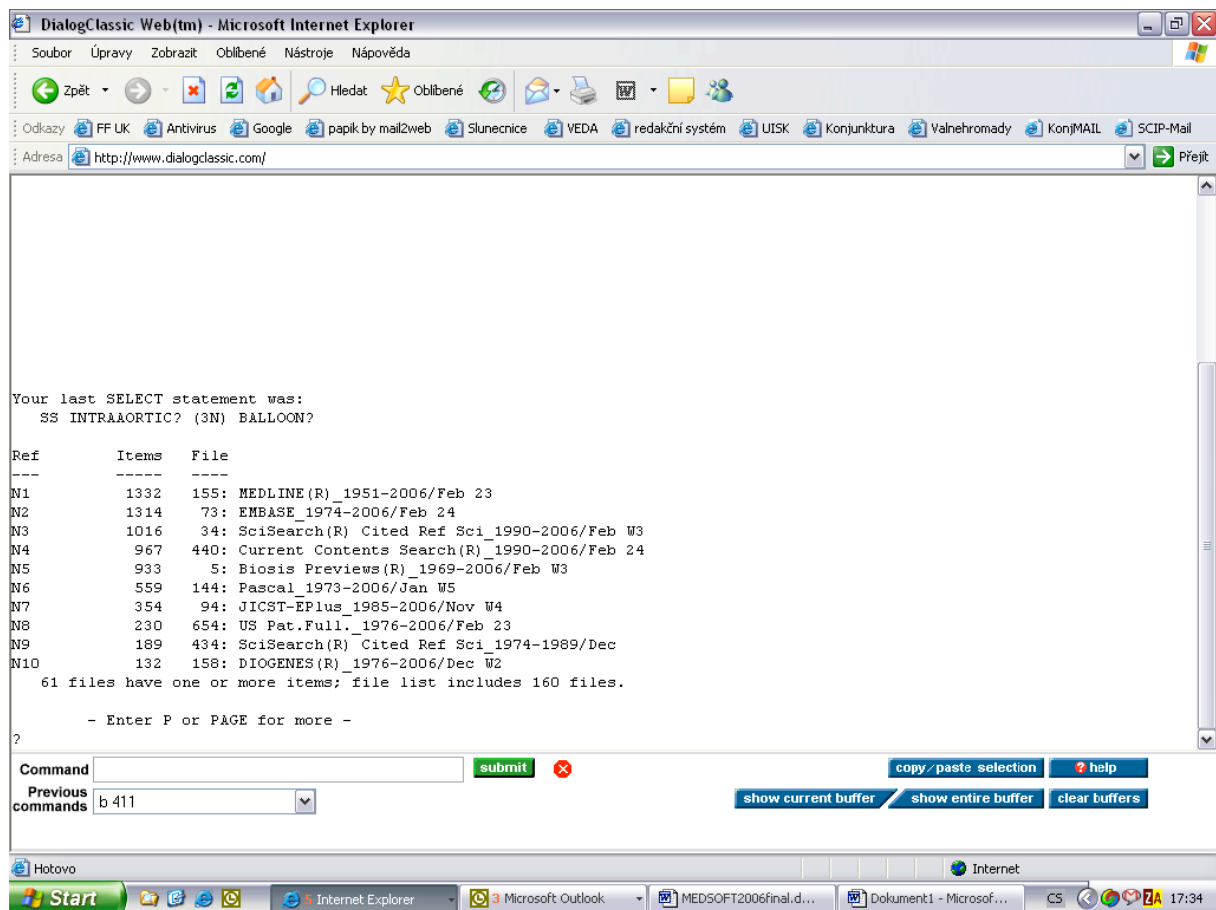 DialogClassic Web(tm) - Microsoft Internet Explorer
Soubor Úpravy Zobrazit Oblíbené Nástroje Nápověda
Zpět Hledat Oblíbené
Odkazy FF UK Antivirus Google papik by mail2web Slunecnice VEDA redakční systém UISK Konjunktura Valnehromady KonjMAIL SCIP-Mail
Adresa http://www.dialogclassic.com/ Přejít
Your last SELECT statement was:
SS INTRAAORTIC? (3N) BALLOON?
Ref Items File
--- ----- ----
N1 1332 155: MEDLINE(R)_1951-2006/Feb 23
N2 1314 73: EMBASE_1974-2006/Feb 24
N3 1016 34: SciSearch(R) Cited Ref Sci_1990-2006/Feb W3
N4 967 440: Current Contents Search(R)_1990-2006/Feb 24
N5 933 5: Biosis Previews(R)_1969-2006/Feb W3
N6 559 144: Pascal_1973-2006/Jan W5
N7 354 94: JICST-EPlus_1985-2006/Nov W4
N8 230 654: US Pat.Full._1976-2006/Feb 23
N9 189 434: SciSearch(R) Cited Ref Sci_1974-1989/Dec
N10 132 158: DIOGENES(R)_1976-2006/Dec W2
61 files have one or more items; file list includes 160 files.
- Enter P or PAGE for more -
?
Command submit copy/paste selection ? help
Previous commands b 411 show current buffer show entire buffer clear buffers
Hotovo Internet
Start 5 Internet Explorer 3 Microsoft Outlook MEDSOFT2006final.d... Dokument1 - Microsof... CS 17:34